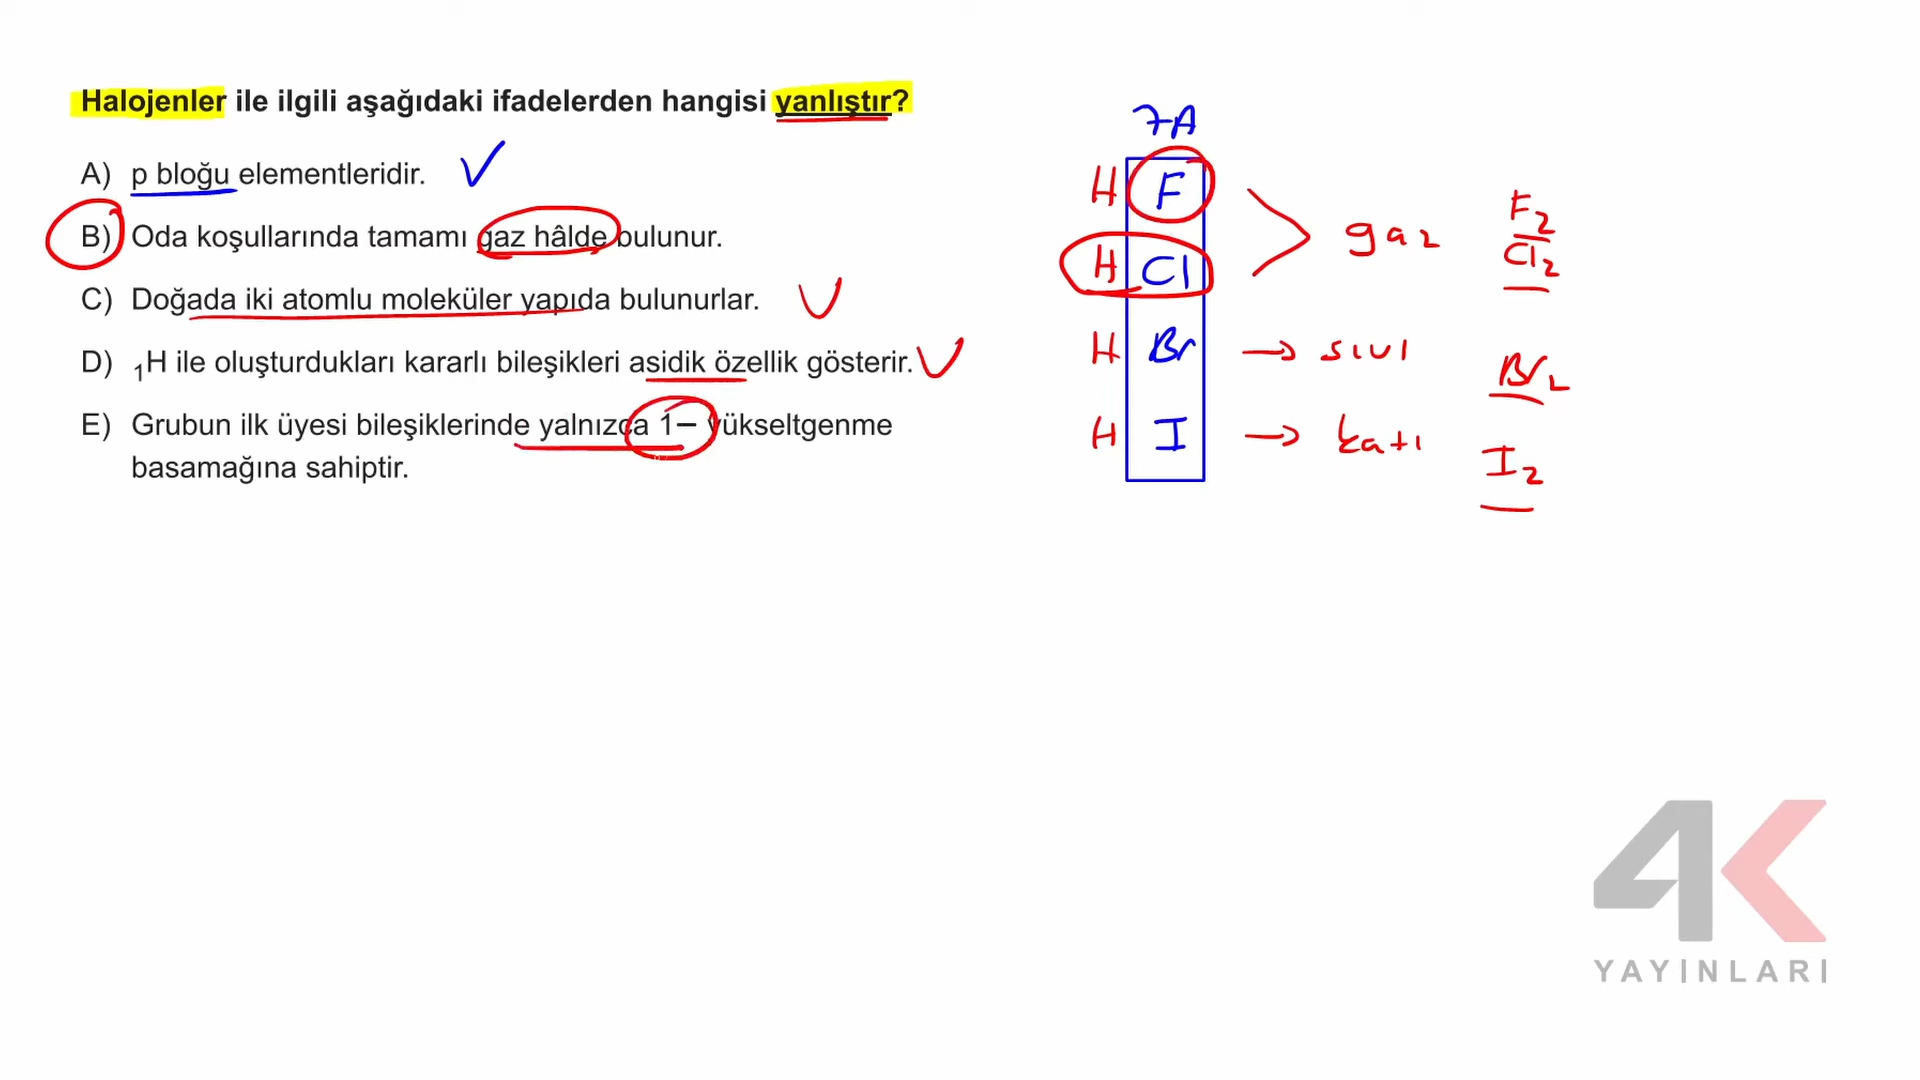 Halojenler ile ilgili aşağıdaki ifadelerden hangisi yanlıştır?
A) p bloğu elementleridir.
B) Oda koşullarında tamamı gaz hâlde bulunur.
C) Doğada iki atomlu moleküler yapıda bulunurlar.
D) ₁H ile oluşturdukları kararlı bileşikleri asidik özellik gösterir.
E) Grubun ilk üyesi bileşiklerinde yalnızca 1− yükseltgenme
basamağına sahiptir.
7A
H F
H Cl
gaz
F₂
Cl₂
H Br → sıvı Br₂
H I → katı I₂
4K
YAYINLARI